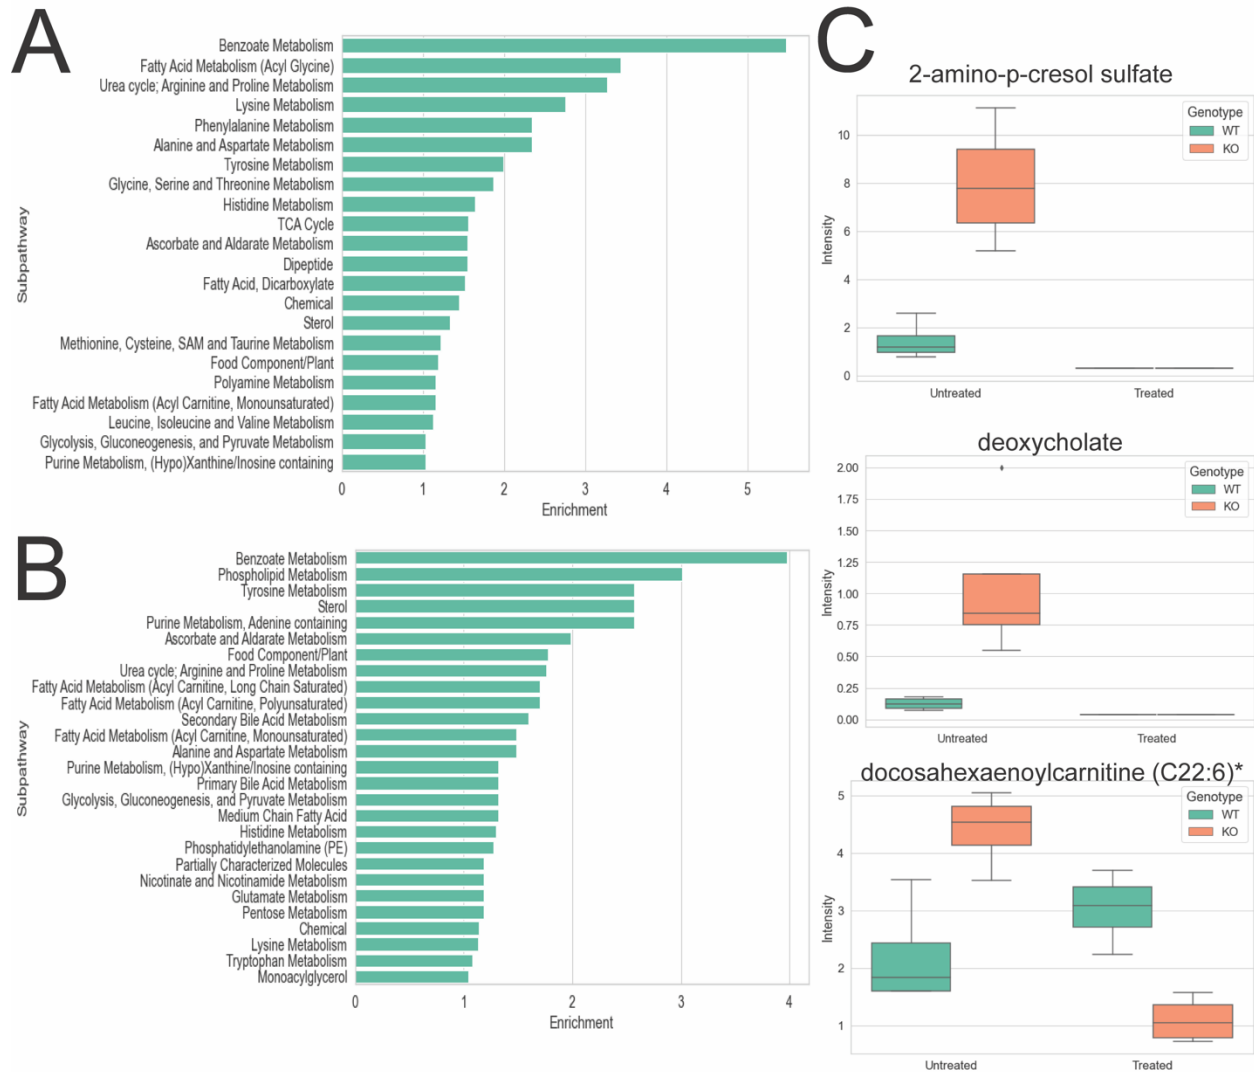 A
Benzoate Metabolism
Fatty Acid Metabolism (Acyl Glycine)
Urea cycle; Arginine and Proline Metabolism
Lysine Metabolism
Phenylalanine Metabolism
Alanine and Aspartate Metabolism
Tyrosine Metabolism
Glycine, Serine and Threonine Metabolism
Histidine Metabolism
TCA Cycle
Ascorbate and Aldarate Metabolism
Dipeptide
Fatty Acid, Dicarboxylate
Chemical
Sterol
Methionine, Cysteine, SAM and Taurine Metabolism
Food Component/Plant
Polyamine Metabolism
Fatty Acid Metabolism (Acyl Carnitine, Monounsaturated)
Leucine, Isoleucine and Valine Metabolism
Glycolysis, Gluconeogenesis, and Pyruvate Metabolism
Purine Metabolism, (Hypo)Xanthine/Inosine containing
Subpathway
0 1 2 3 4 5
Enrichment
B
Benzoate Metabolism
Phospholipid Metabolism
Tyrosine Metabolism
Sterol
Purine Metabolism, Adenine containing
Ascorbate and Aldarate Metabolism
Food Component/Plant
Urea cycle; Arginine and Proline Metabolism
Fatty Acid Metabolism (Acyl Carnitine, Long Chain Saturated)
Fatty Acid Metabolism (Acyl Carnitine, Polyunsaturated)
Secondary Bile Acid Metabolism
Fatty Acid Metabolism (Acyl Carnitine, Monounsaturated)
Alanine and Aspartate Metabolism
Purine Metabolism, (Hypo)Xanthine/Inosine containing
Primary Bile Acid Metabolism
Glycolysis, Gluconeogenesis, and Pyruvate Metabolism
Medium Chain Fatty Acid
Histidine Metabolism
Phosphatidylethanolamine (PE)
Partially Characterized Molecules
Nicotinate and Nicotinamide Metabolism
Glutamate Metabolism
Pentose Metabolism
Chemical
Lysine Metabolism
Tryptophan Metabolism
Monoacylglycerol
Subpathway
0 1 2 3 4
Enrichment
C
2-amino-p-cresol sulfate
Genotype
WT
KO
10
8
6
4
2
0
Intensity
Untreated Treated
deoxycholate
Genotype
WT
KO
2.00
1.75
1.50
1.25
1.00
0.75
0.50
0.25
0.00
Intensity
Untreated Treated
docosahexaenoylcarnitine (C22:6)*
Genotype
WT
KO
5
4
3
2
1
Intensity
Untreated Treated